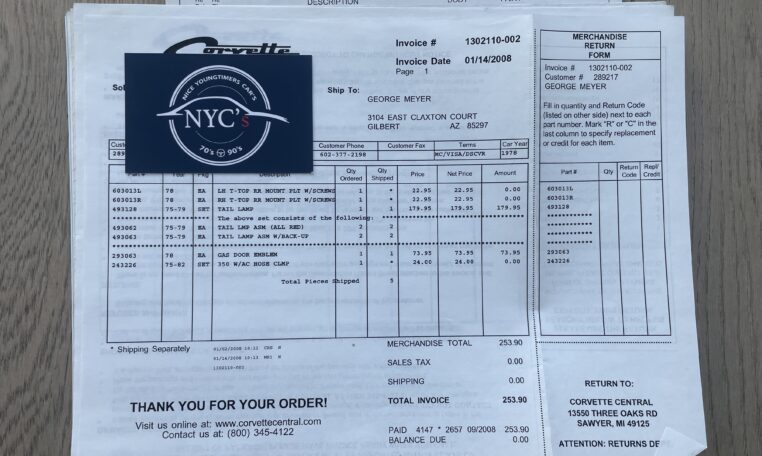 DESCRIPTION
Corvette
Invoice # 1302110-002
Invoice Date 01/14/2008
Page 1
NICE YOUNGTIMERS CAR'S
NYC's
70's 90's
Ship To:
GEORGE MEYER
3104 EAST CLAXTON COURT
GILBERT AZ 85297
Customer Phone Customer Fax Terms Car Year
602-377-2198 MC/VISA/DSCVR 1978
Description Qty Ordered Qty Shipped Price Net Price Amount
603013L 78 EA LH T-TOP RR MOUNT PLT W/SCREWS 1 * 22.95 22.95 0.00
603013R 78 EA RH T-TOP RR MOUNT PLT W/SCREWS 1 * 22.95 22.95 0.00
493128 75-79 SET TAIL LAMP 1 1 179.95 179.95 179.95
The above set consists of the following:
493062 75-79 EA TAIL LMP ASM (ALL RED) 2 2
493063 75-79 EA TAIL LAMP ASM W/BACK-UP 2 2
293063 78 EA GAS DOOR EMBLEM 1 1 73.95 73.95 73.95
243226 75-82 SET 350 W/AC HOSE CLMP 1 * 24.00 24.00 0.00
Total Pieces Shipped 5
* Shipping Separately
1302110-002
MERCHANDISE TOTAL 253.90
SALES TAX 0.00
SHIPPING 0.00
TOTAL INVOICE 253.90
PAID 4147 * 2657 09/2008 253.90
BALANCE DUE 0.00
THANK YOU FOR YOUR ORDER!
Visit us online at: www.corvettecentral.com
Contact us at: (800) 345-4122
MERCHANDISE
RETURN
FORM
Invoice # 1302110-002
Customer # 289217
GEORGE MEYER
Fill in quantity and Return Code
(listed on other side) next to each
part number. Mark "R" or "C" in the
last column to specify replacement
or credit for each item.
Part # Qty Return Code Repl/ Credit
603013L
603013R
493128
293063
243226
RETURN TO:
CORVETTE CENTRAL
13550 THREE OAKS RD
SAWYER, MI 49125
ATTENTION: RETURNS